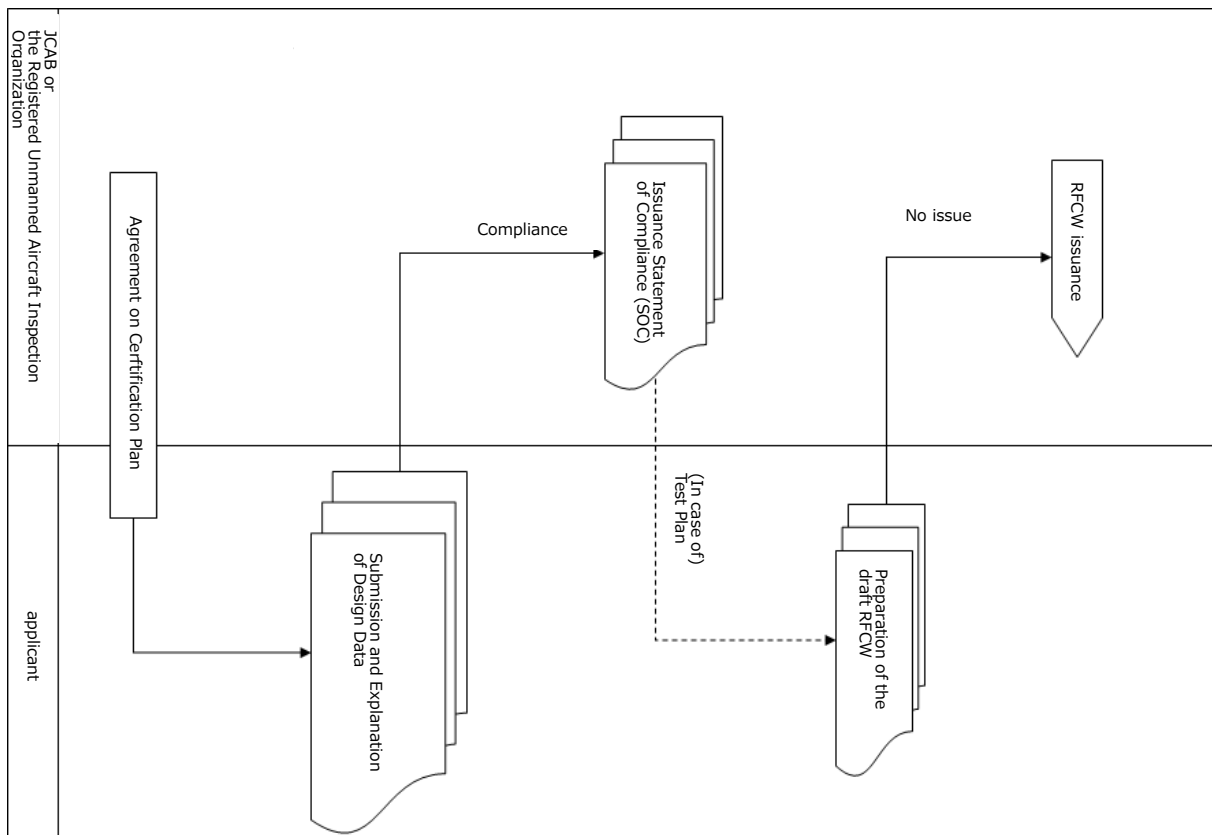 JCAB or
the Registered Unmanned Aircraft Inspection
Organization
applicant
Agreement on Cerftification Plan
Submission and Explanation
of Design Data
Compliance
Issuance Statement
of Compliance (SOC)
(In case of)
Test Plan
Preparation of the
draft RFCW
No issue
RFCW issuance